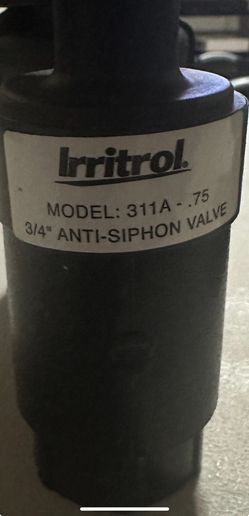 Irritrol.
MODEL: 311A - .75
3/4" ANTI-SIPHON VALVE